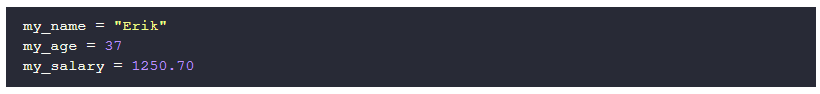 my_name = "Erik"
my_age = 37
my_salary = 1250.70